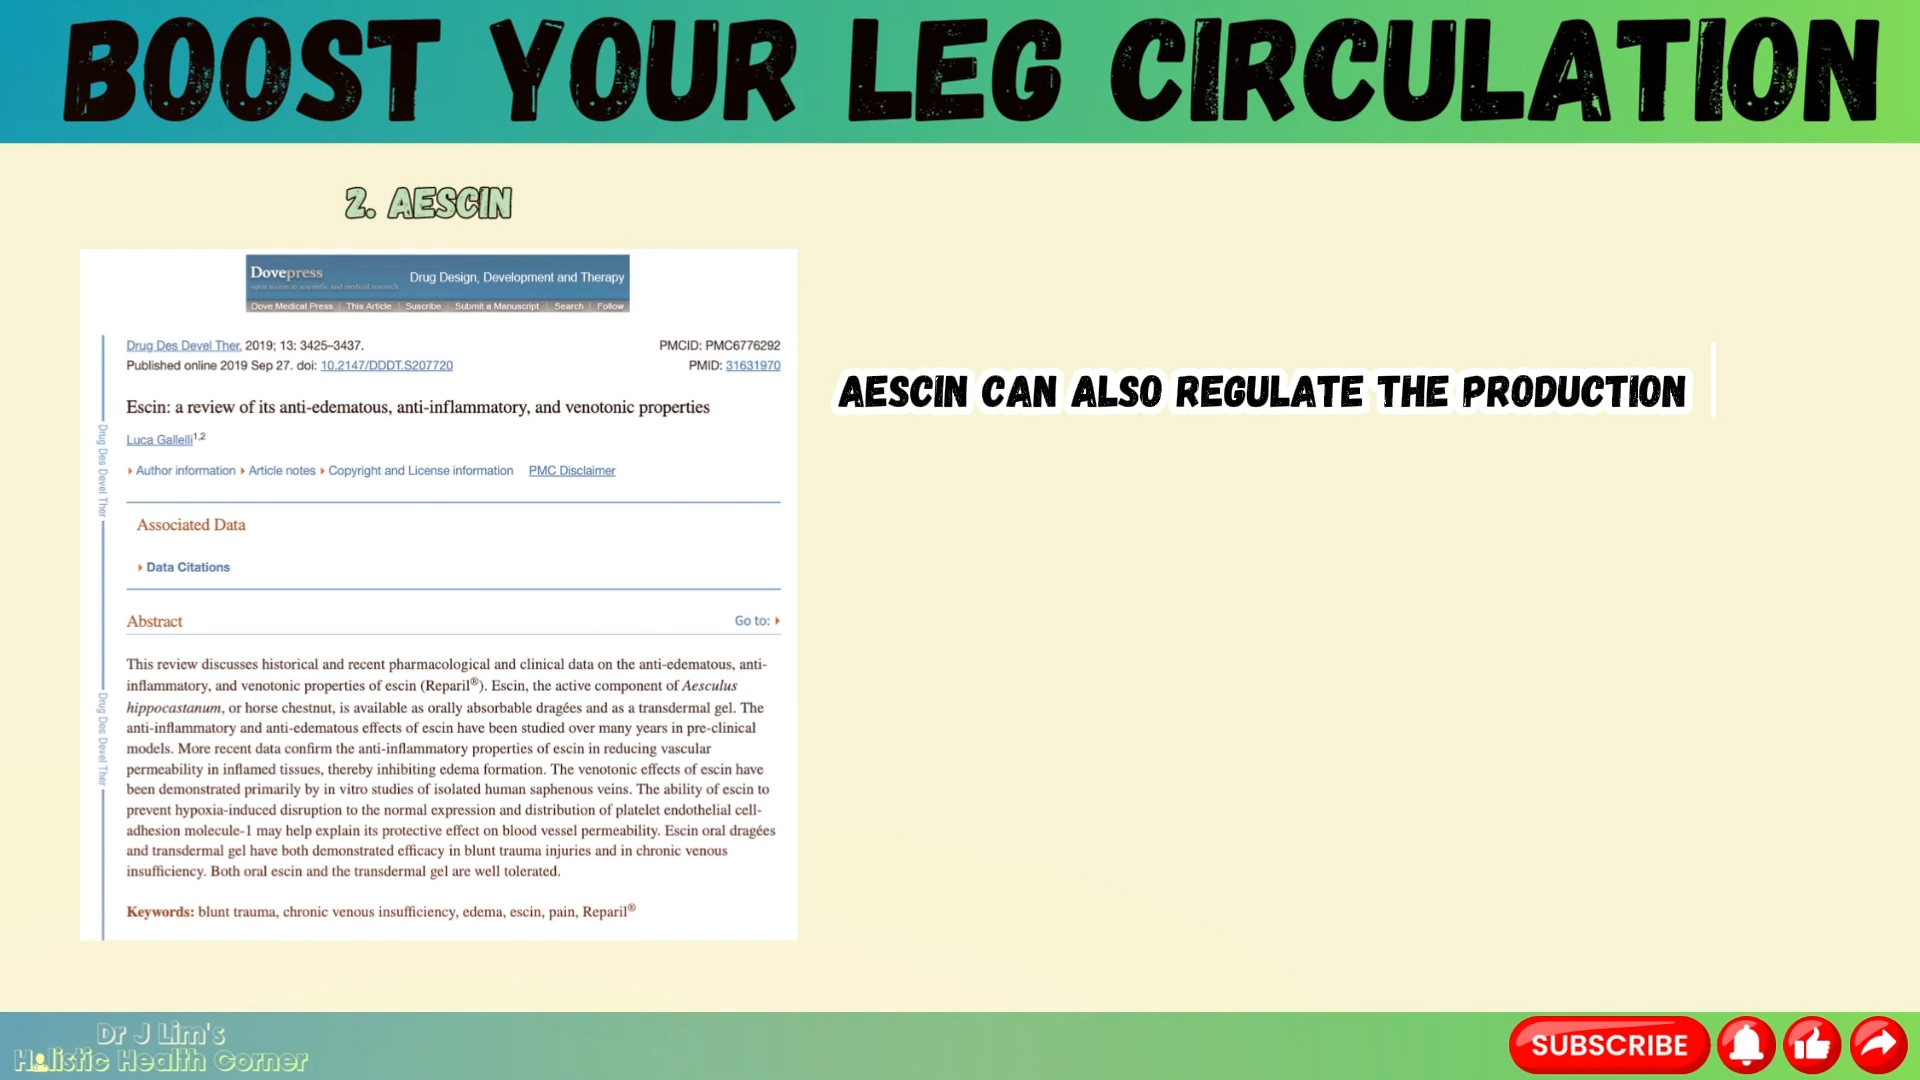 BOOST YOUR LEG CIRCULATION
2. AESCIN
Dovepress
open access to scientific and medical research
Drug Design, Development and Therapy
Dove Medical Press | This Article | Suscribe | Submit a Manuscript | Search | Follow
Drug Des Devel Ther. 2019; 13: 3425–3437.
PMCID: PMC6776292
Published online 2019 Sep 27. doi: 10.2147/DDDT.S207720
PMID: 31631970
Escin: a review of its anti-edematous, anti-inflammatory, and venotonic properties
Luca Gallelli1,2
Author information Article notes Copyright and License information PMC Disclaimer
Drug Des Devel Ther
Associated Data
Data Citations
Abstract
Go to:
This review discusses historical and recent pharmacological and clinical data on the anti-edematous, anti-
inflammatory, and venotonic properties of escin (Reparil®). Escin, the active component of Aesculus
hippocastanum, or horse chestnut, is available as orally absorbable dragées and as a transdermal gel. The
anti-inflammatory and anti-edematous effects of escin have been studied over many years in pre-clinical
models. More recent data confirm the anti-inflammatory properties of escin in reducing vascular
permeability in inflamed tissues, thereby inhibiting edema formation. The venotonic effects of escin have
been demonstrated primarily by in vitro studies of isolated human saphenous veins. The ability of escin to
prevent hypoxia-induced disruption to the normal expression and distribution of platelet endothelial cell-
adhesion molecule-1 may help explain its protective effect on blood vessel permeability. Escin oral dragées
and transdermal gel have both demonstrated efficacy in blunt trauma injuries and in chronic venous
insufficiency. Both oral escin and the transdermal gel are well tolerated.
Drug Des Devel Ther
Keywords: blunt trauma, chronic venous insufficiency, edema, escin, pain, Reparil®
AESCIN CAN ALSO REGULATE THE PRODUCTION
Dr J Lim's
Holistic Health Corner
SUBSCRIBE